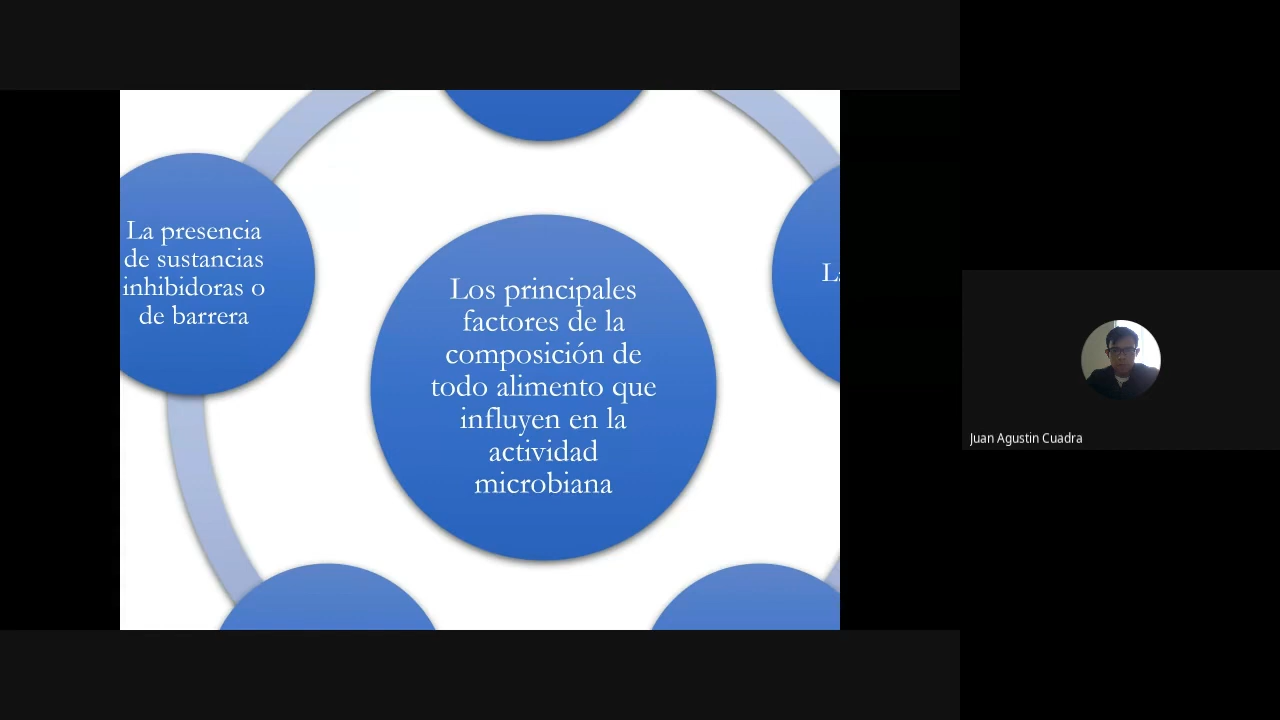 La presencia
de sustancias
inhibidoras o
de barrera
Los principales
factores de la
composición de
todo alimento que
influyen en la
actividad
microbiana
Juan Agustin Cuadra